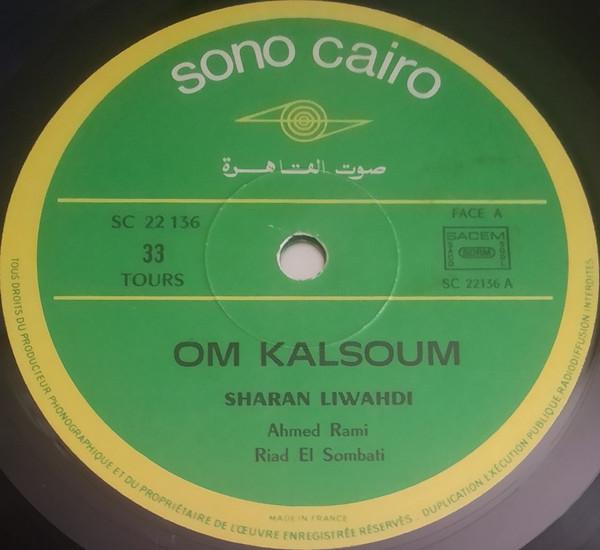 sono cairo
صوت القاهرة
SC 22 136
33
TOURS
FACE A
SACEM
SDRM
SC 22136 A
OM KALSOUM
SHARAN LIWAHDI
Ahmed Rami
Riad El Sombati
MADE IN FRANCE
TOUS DROITS DU PRODUCTEUR PHONOGRAPHIQUE ET DU PROPRIÉTAIRE DE L'ŒUVRE ENREGISTRÉE RÉSERVÉS. DUPLICATION EXÉCUTION PUBLIQUE RADIODIFFUSION INTERDITES